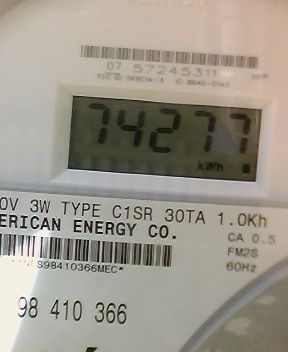 07 57245311
74277
kWh
0V 3W TYPE C1SR 30TA 1.0Kh
ERICAN ENERGY CO. CA 0.5
FM2S
S98410366MEC* 60Hz
98 410 366